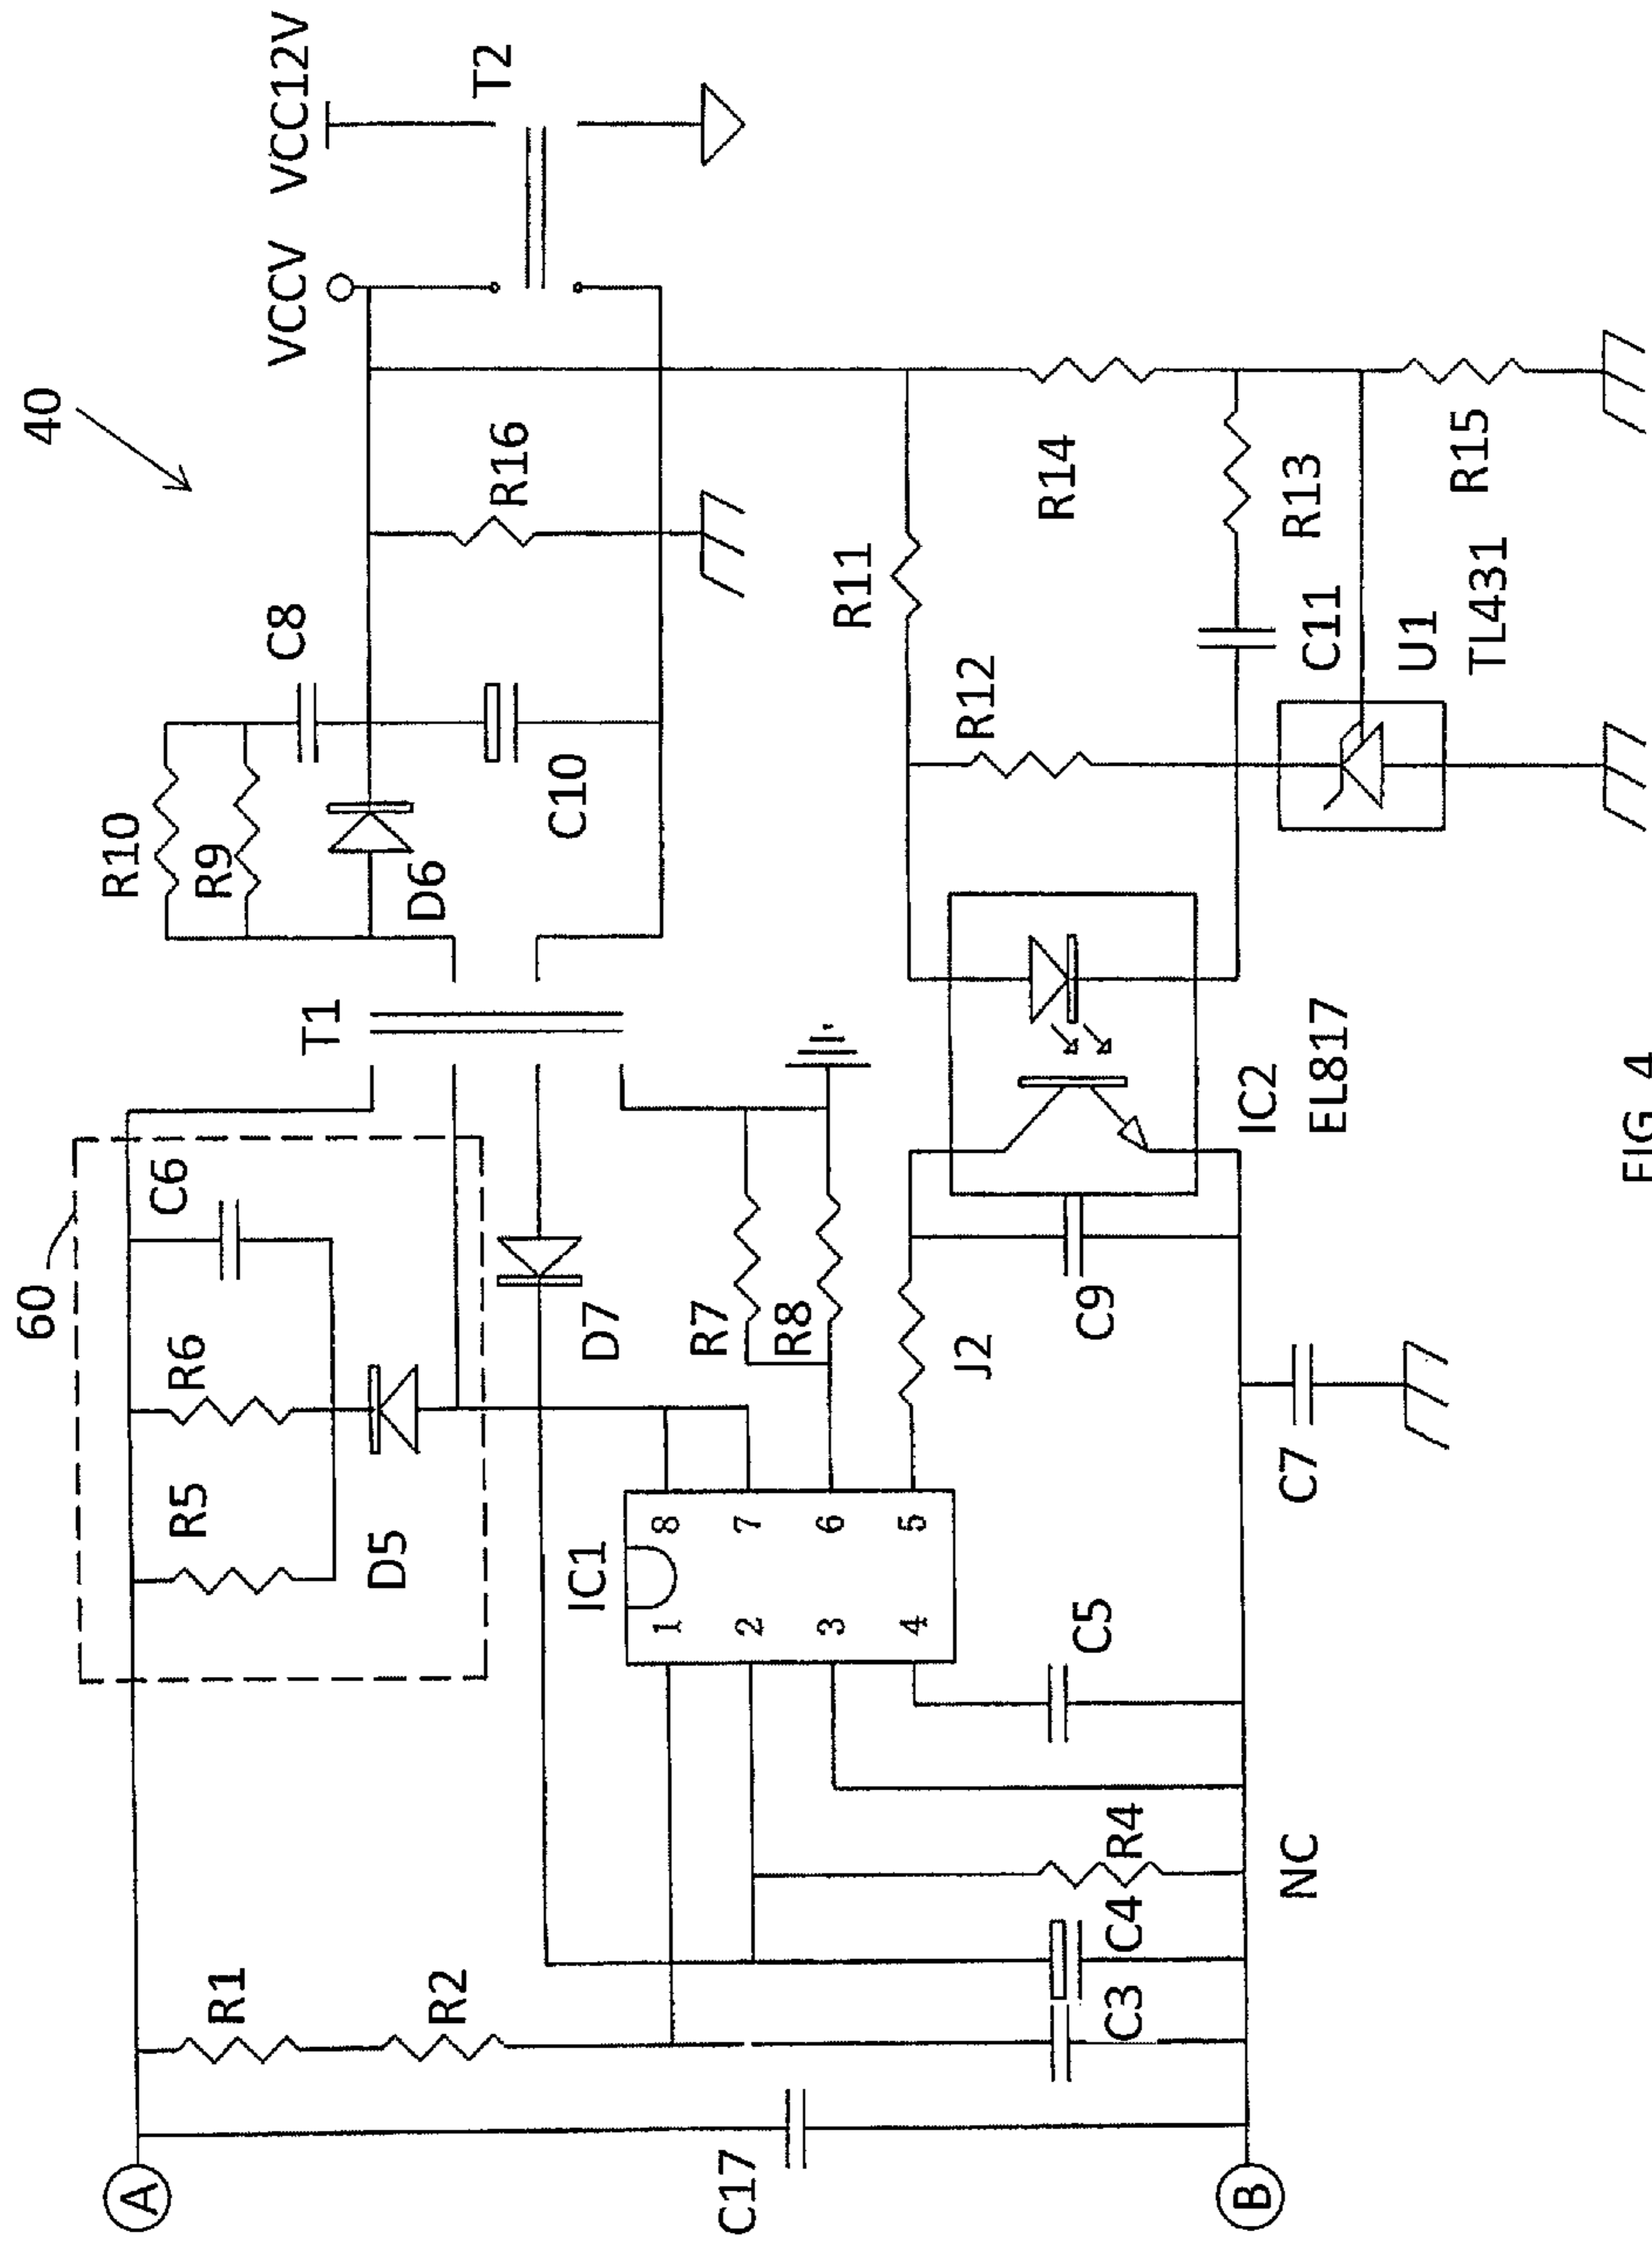 40
VCCV
VCC12V
T2
60
R5
R6
C6
D5
T1
R10
R9
C8
D6
C10
R16
D7
R1
R2
IC1
1
2
3
4
8
7
6
5
R7
R8
J2
C9
IC2
EL817
R11
R12
R14
R13
C11
U1
TL431
R15
A
C17
B
C3
C4
R4
NC
C5
C7
FIG. 4